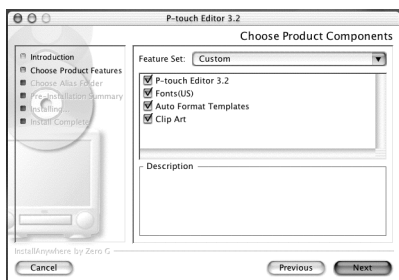 P-touch Editor 3.2
Choose Product Components
Introduction
Choose Product Features
Choose Alias Folder
Pre-Installation Summary
Installing...
Install Complete
Feature Set: Custom
P-touch Editor 3.2
Fonts(US)
Auto Format Templates
Clip Art
Description
InstallAnywhere by Zero G
Cancel
Previous
Next